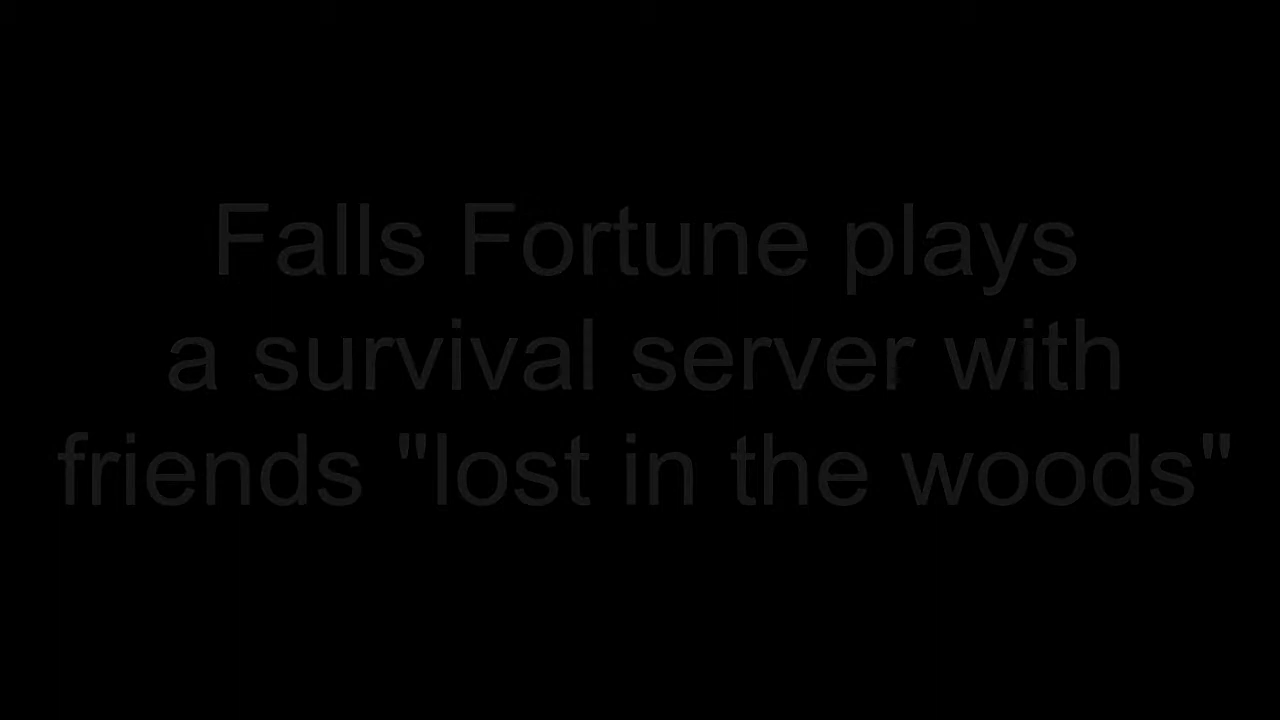 Falls Fortune plays
a survival server with
friends "lost in the woods"